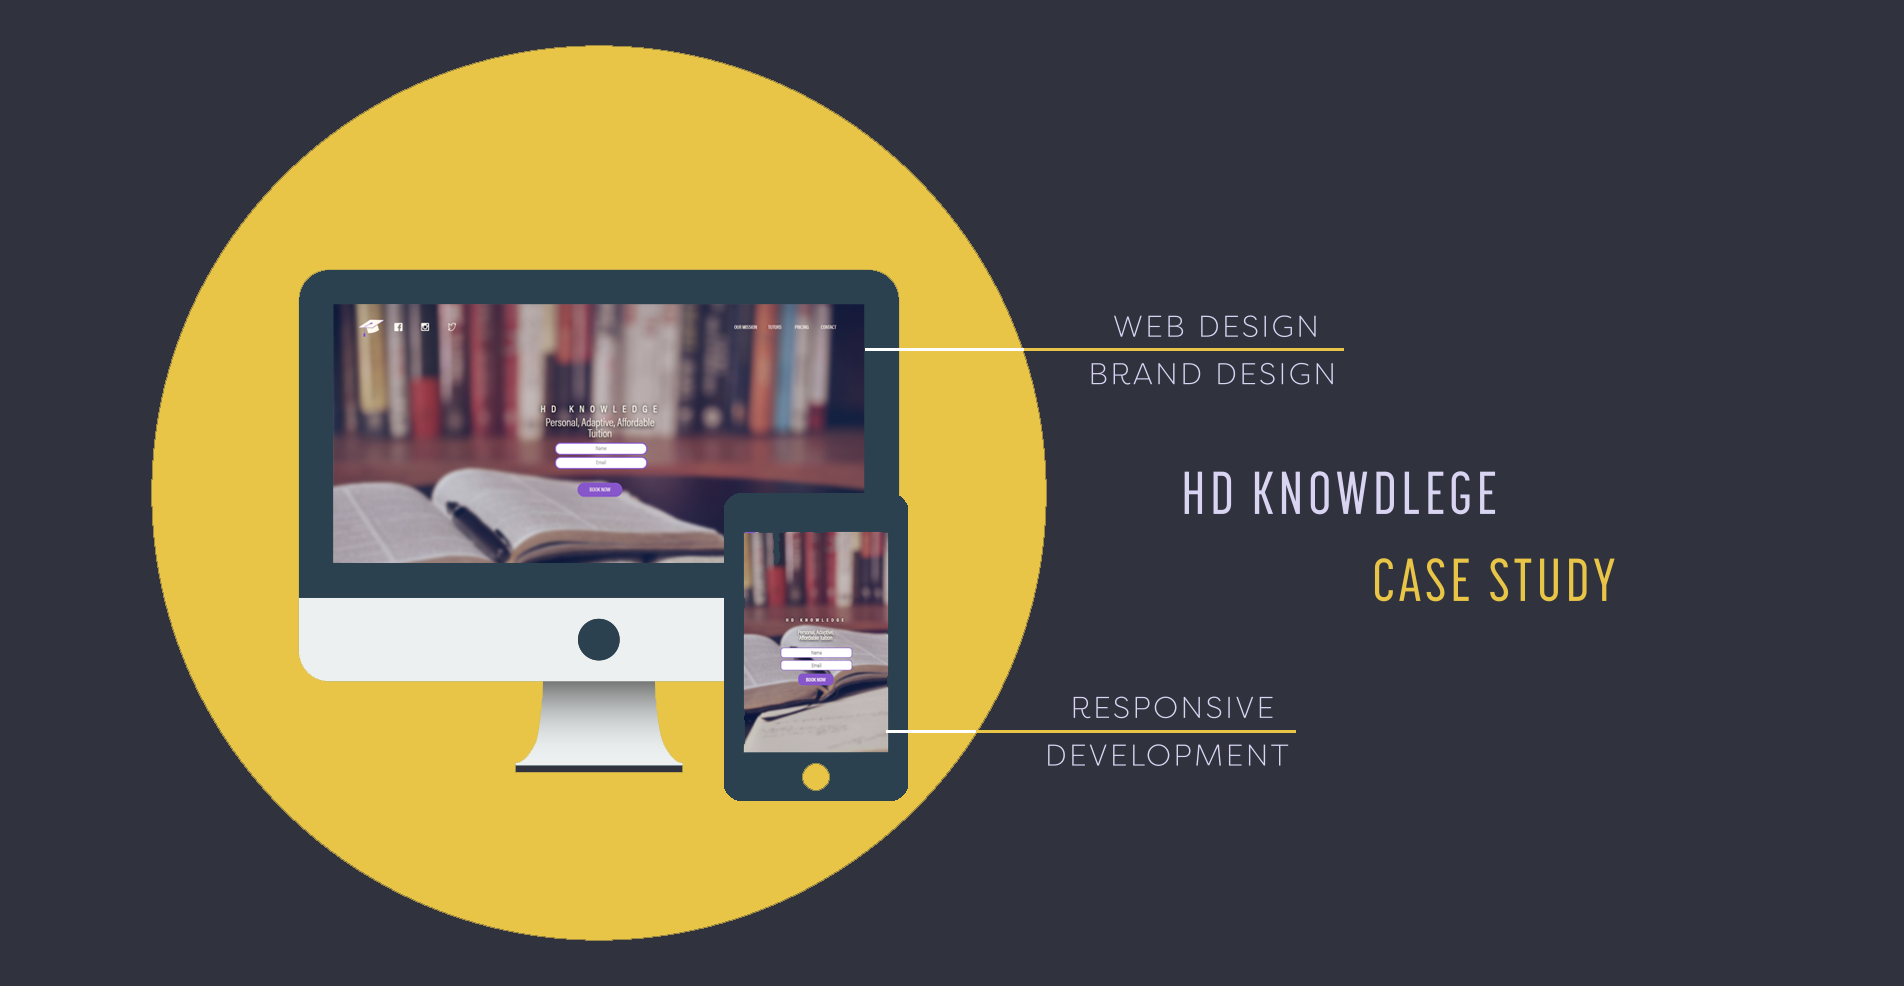 OUR MISSION TUTORS PRICING CONTACT
HD KNOWLEDGE
Personal, Adaptive, Affordable
Tuition
Name
Email
BOOK NOW
HD KNOWLEDGE
Personal, Adaptive,
Affordable Tuition
Name
Email
BOOK NOW
WEB DESIGN
BRAND DESIGN
HD KNOWDLEGE
CASE STUDY
RESPONSIVE
DEVELOPMENT